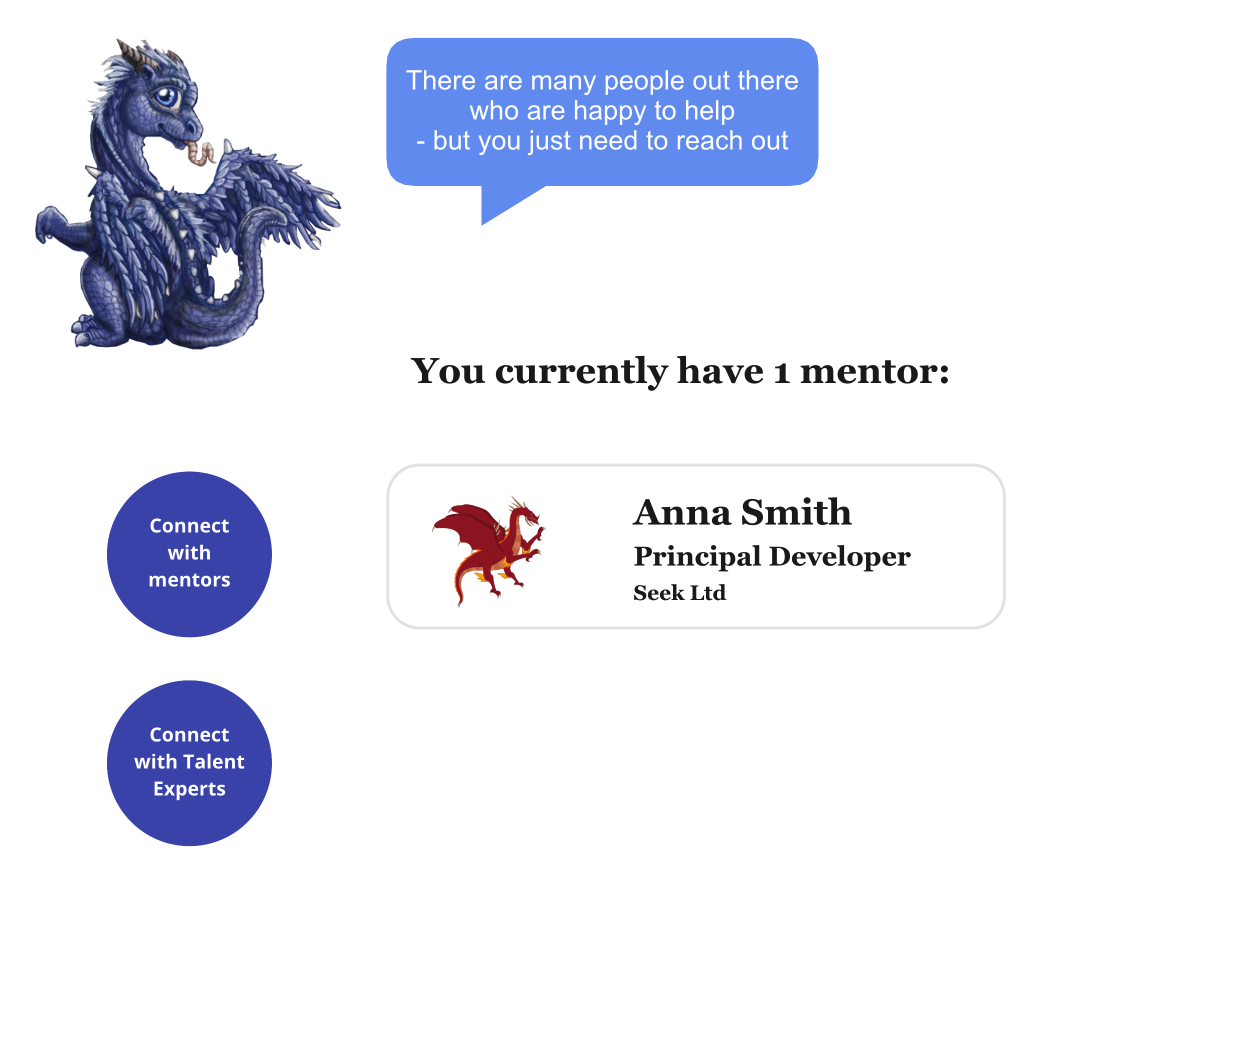 There are many people out there
who are happy to help
- but you just need to reach out
You currently have 1 mentor:
Connect
with
mentors
Anna Smith
Principal Developer
Seek Ltd
Connect
with Talent
Experts